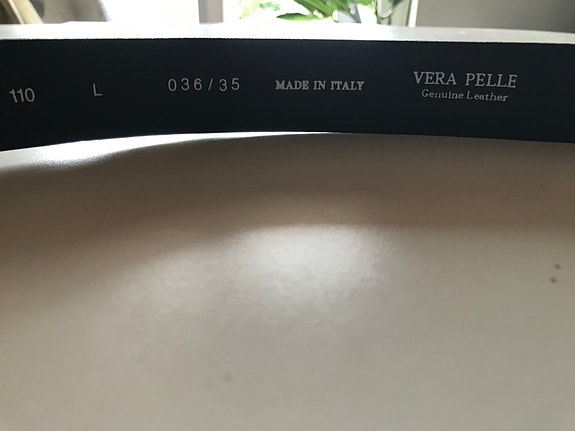 110 L 036/35 MADE IN ITALY VERA PELLE
Genuine Leather